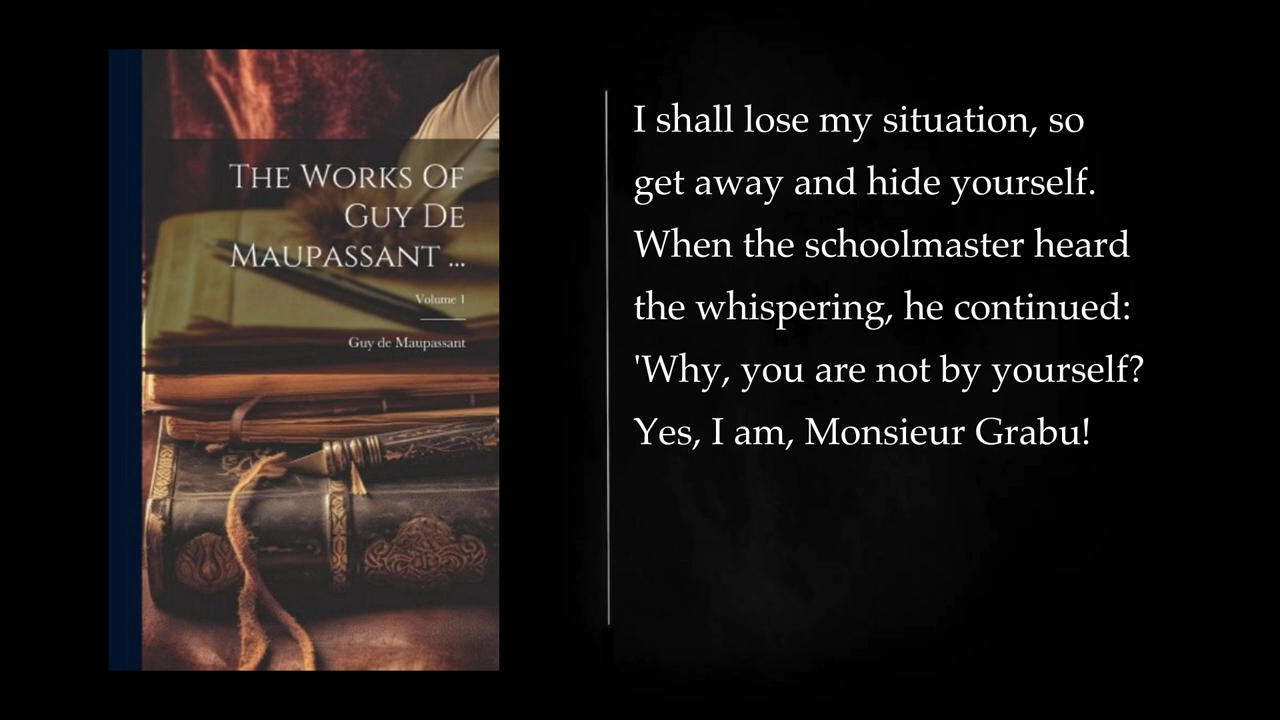 The Works Of
Guy De
Maupassant ...
Volume 1
Guy de Maupassant
I shall lose my situation, so
get away and hide yourself.
When the schoolmaster heard
the whispering, he continued:
'Why, you are not by yourself?
Yes, I am, Monsieur Grabu!